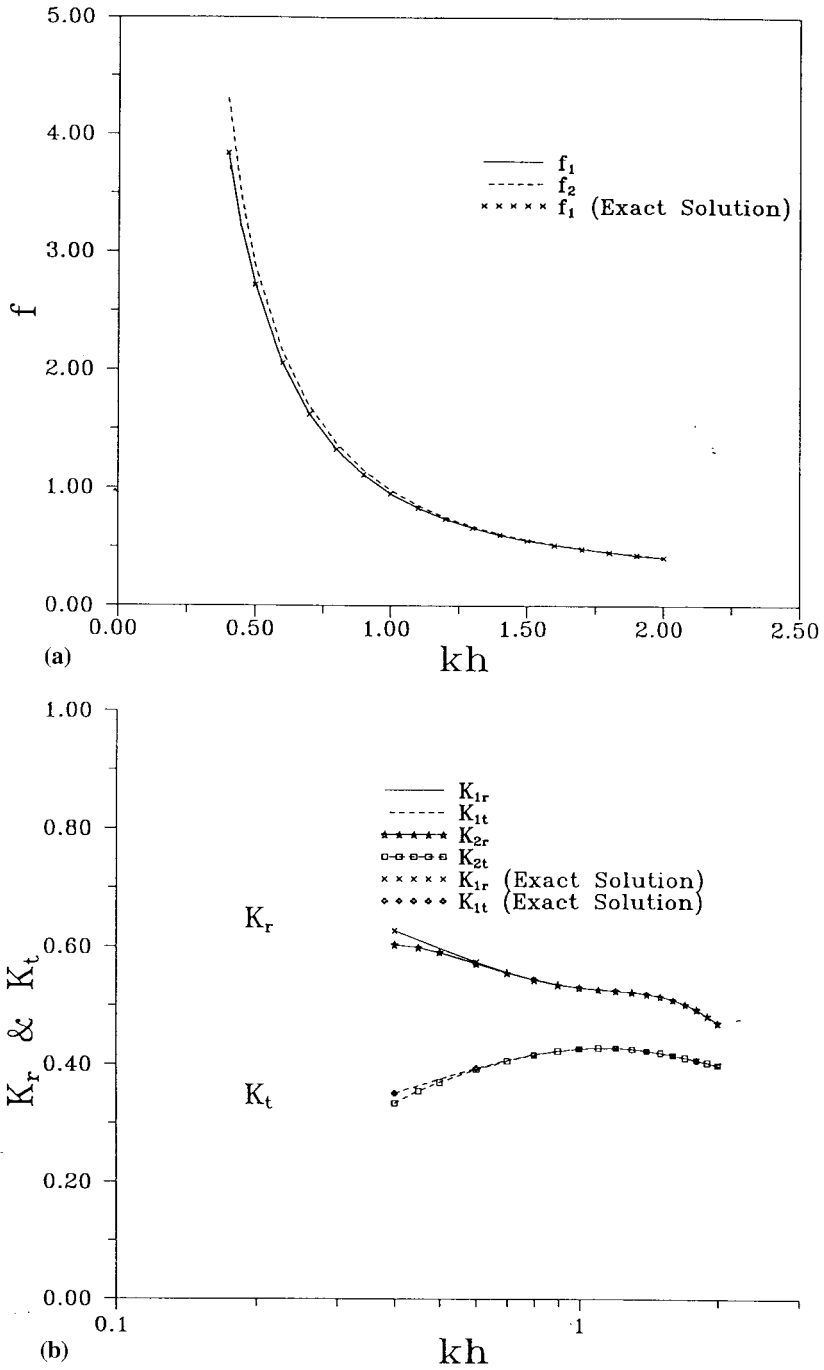 5.00
4.00
3.00
2.00
1.00
0.00
f
f₁
f₂
f₁ (Exact Solution)
0.00 0.50 1.00 1.50 2.00 2.50
kh
(a)
1.00
0.80
0.60
0.40
0.20
0.00
Kᵣ & Kₜ
K₁ᵣ
K₁ₜ
K₂ᵣ
K₂ₜ
K₁ᵣ (Exact Solution)
K₁ₜ (Exact Solution)
Kᵣ
Kₜ
0.1 1
kh
(b)